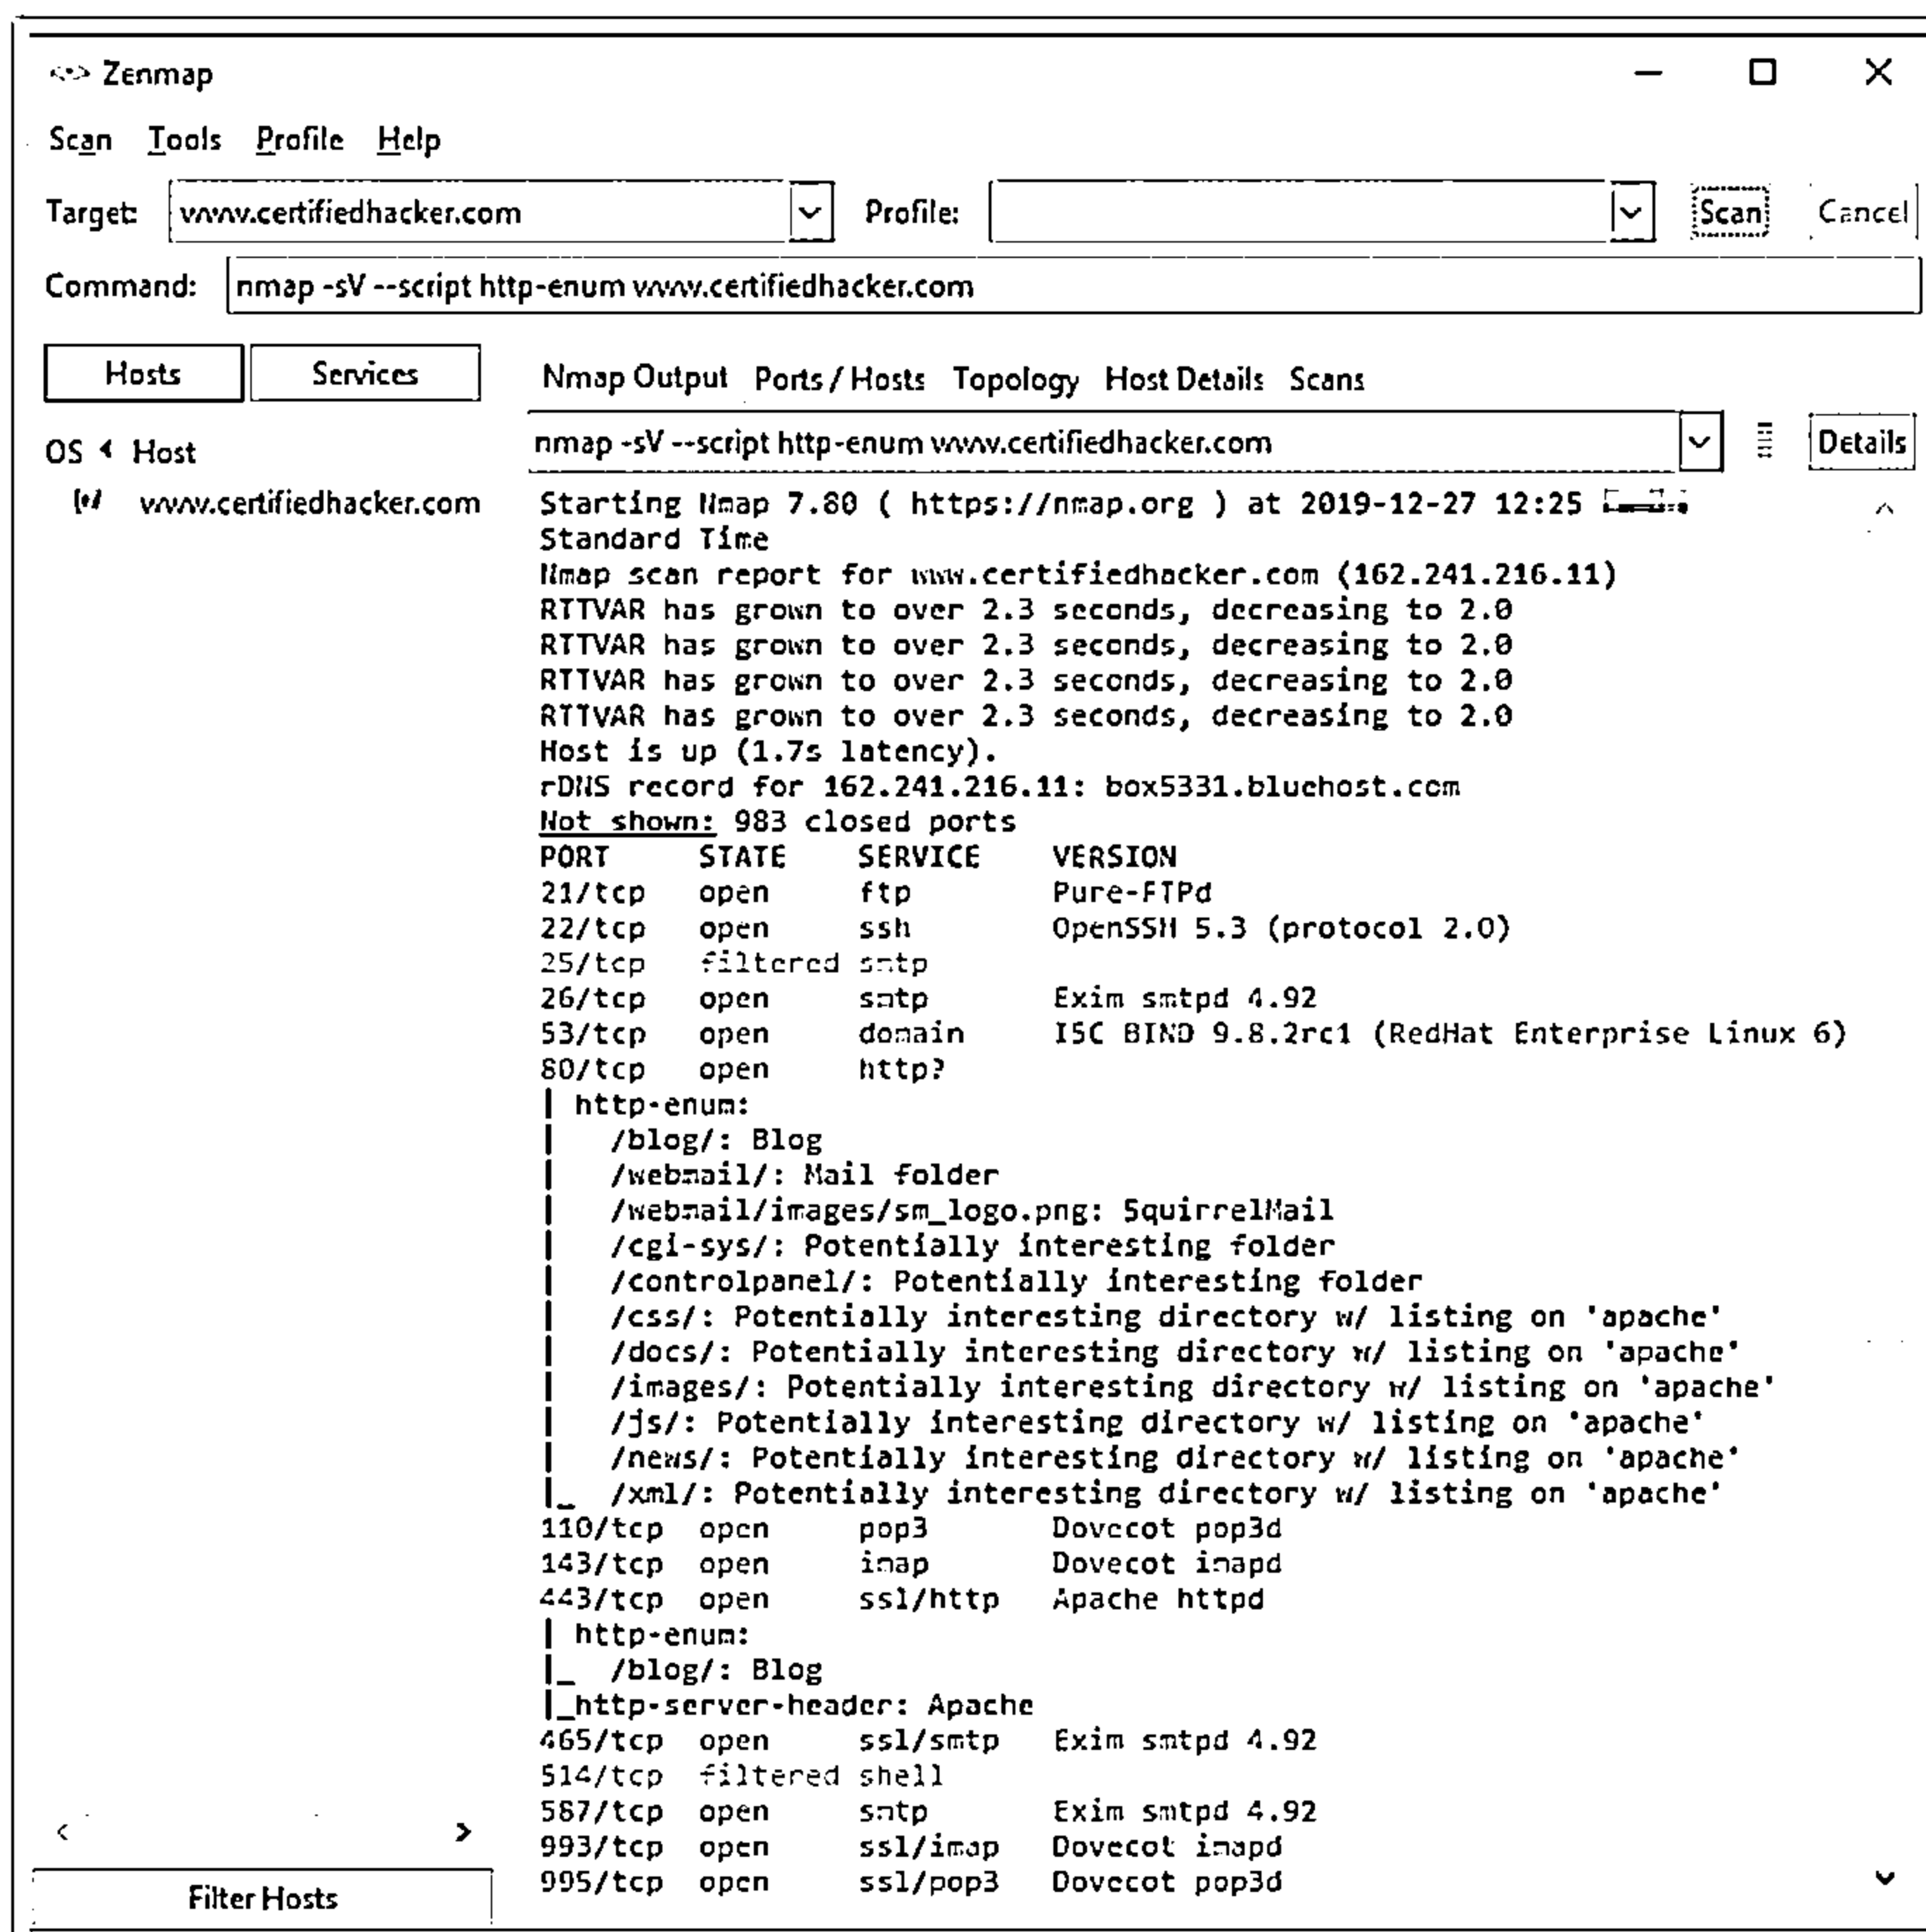 Zenmap
Scan Tools Profile Help
Target: www.certifiedhacker.com Profile: Scan Cancel
Command: nmap -sV --script http-enum www.certifiedhacker.com
Hosts Services Nmap Output Ports / Hosts Topology Host Details Scans
OS Host nmap -sV --script http-enum www.certifiedhacker.com Details
www.certifiedhacker.com
Starting Nmap 7.80 ( https://nmap.org ) at 2019-12-27 12:25
Standard Time
Nmap scan report for www.certifiedhacker.com (162.241.216.11)
RTTVAR has grown to over 2.3 seconds, decreasing to 2.0
RTTVAR has grown to over 2.3 seconds, decreasing to 2.0
RTTVAR has grown to over 2.3 seconds, decreasing to 2.0
RTTVAR has grown to over 2.3 seconds, decreasing to 2.0
Host is up (1.7s latency).
rDNS record for 162.241.216.11: box5331.bluehost.com
Not shown: 983 closed ports
PORT STATE SERVICE VERSION
21/tcp open ftp Pure-FTPd
22/tcp open ssh OpenSSH 5.3 (protocol 2.0)
25/tcp filtered smtp
26/tcp open smtp Exim smtpd 4.92
53/tcp open domain ISC BIND 9.8.2rc1 (RedHat Enterprise Linux 6)
80/tcp open http?
| http-enum:
| /blog/: Blog
| /webmail/: Mail folder
| /webmail/images/sm_logo.png: SquirrelMail
| /cgi-sys/: Potentially interesting folder
| /controlpanel/: Potentially interesting folder
| /css/: Potentially interesting directory w/ listing on 'apache'
| /docs/: Potentially interesting directory w/ listing on 'apache'
| /images/: Potentially interesting directory w/ listing on 'apache'
| /js/: Potentially interesting directory w/ listing on 'apache'
| /news/: Potentially interesting directory w/ listing on 'apache'
|_ /xml/: Potentially interesting directory w/ listing on 'apache'
110/tcp open pop3 Dovecot pop3d
143/tcp open imap Dovecot imapd
443/tcp open ssl/http Apache httpd
| http-enum:
|_ /blog/: Blog
|_http-server-header: Apache
465/tcp open ssl/smtp Exim smtpd 4.92
514/tcp filtered shell
587/tcp open smtp Exim smtpd 4.92
993/tcp open ssl/imap Dovecot imapd
995/tcp open ssl/pop3 Dovecot pop3d
Filter Hosts